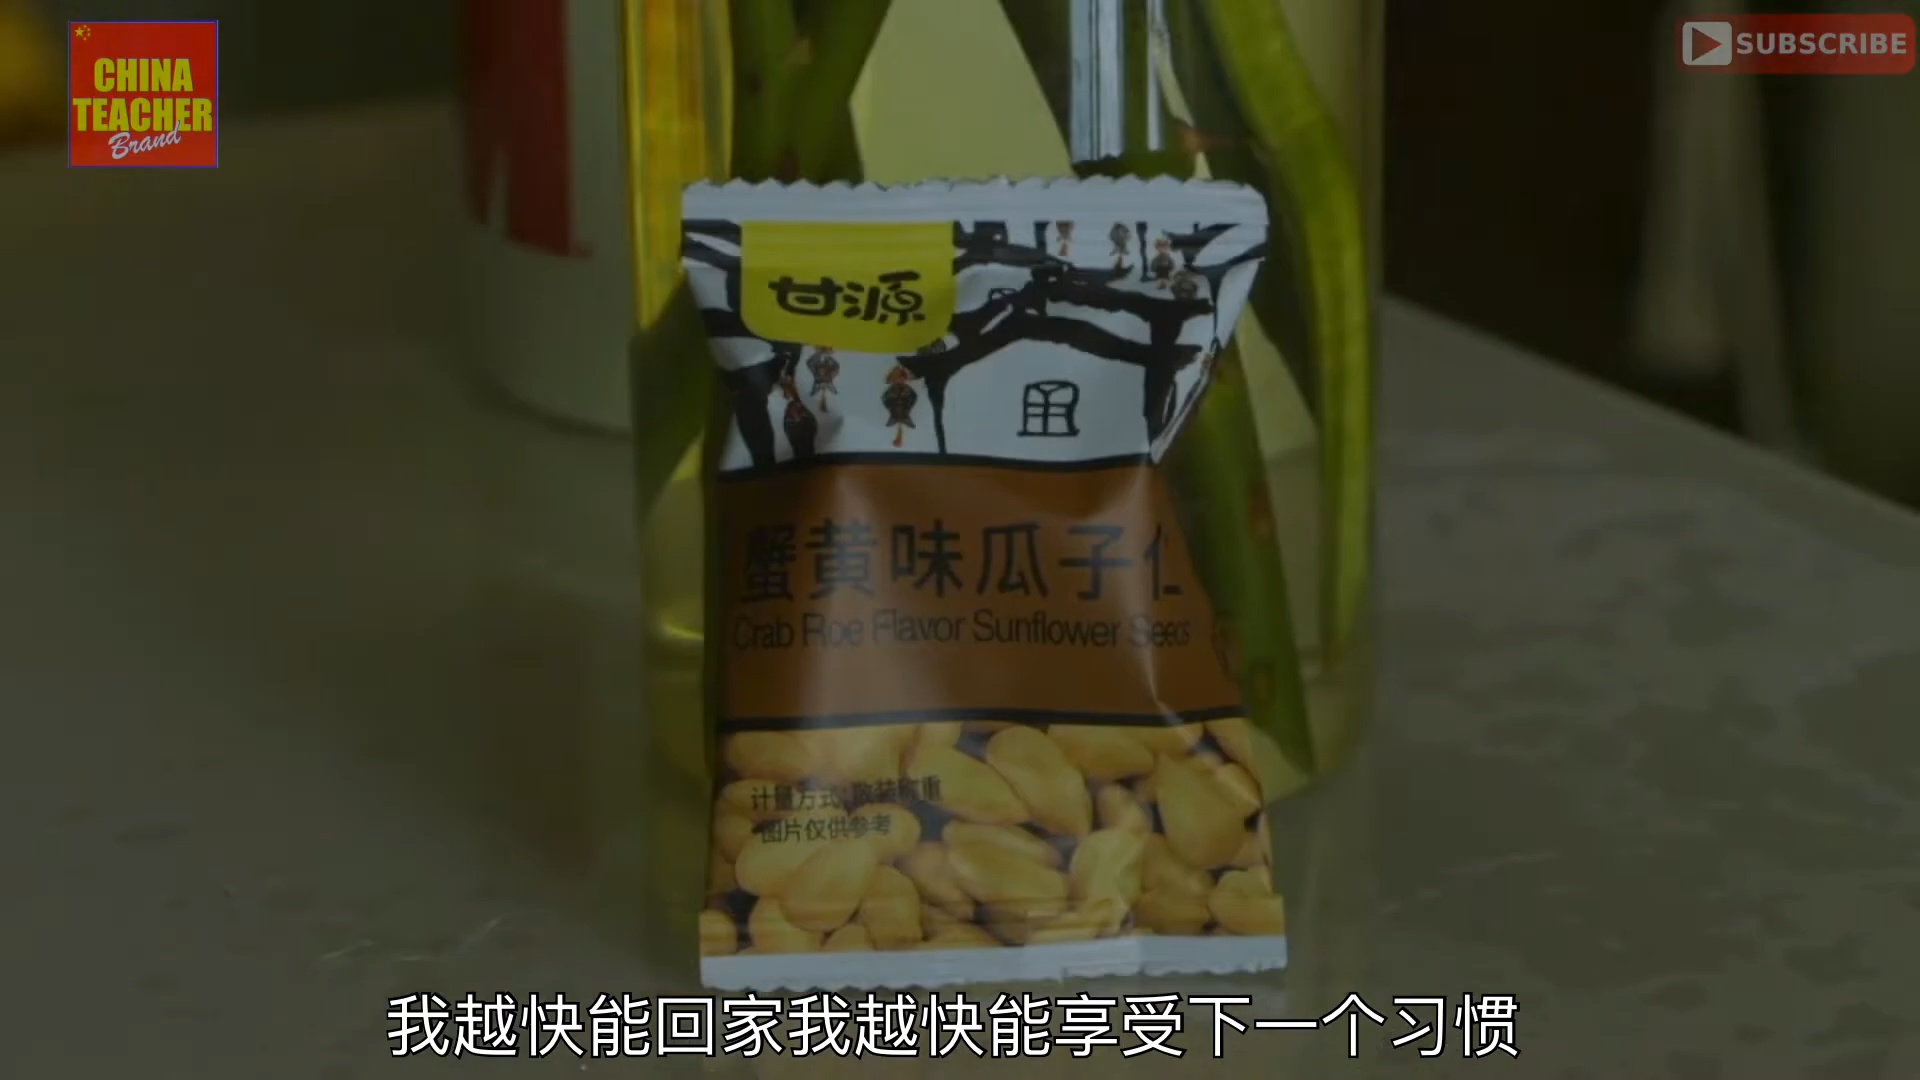 CHINA
TEACHER
Brand
SUBSCRIBE
甘源
蟹黄味瓜子仁
Crab Roe Flavor Sunflower Seeds
计量方式:散装称重
图片仅供参考
我越快能回家我越快能享受下一个习惯